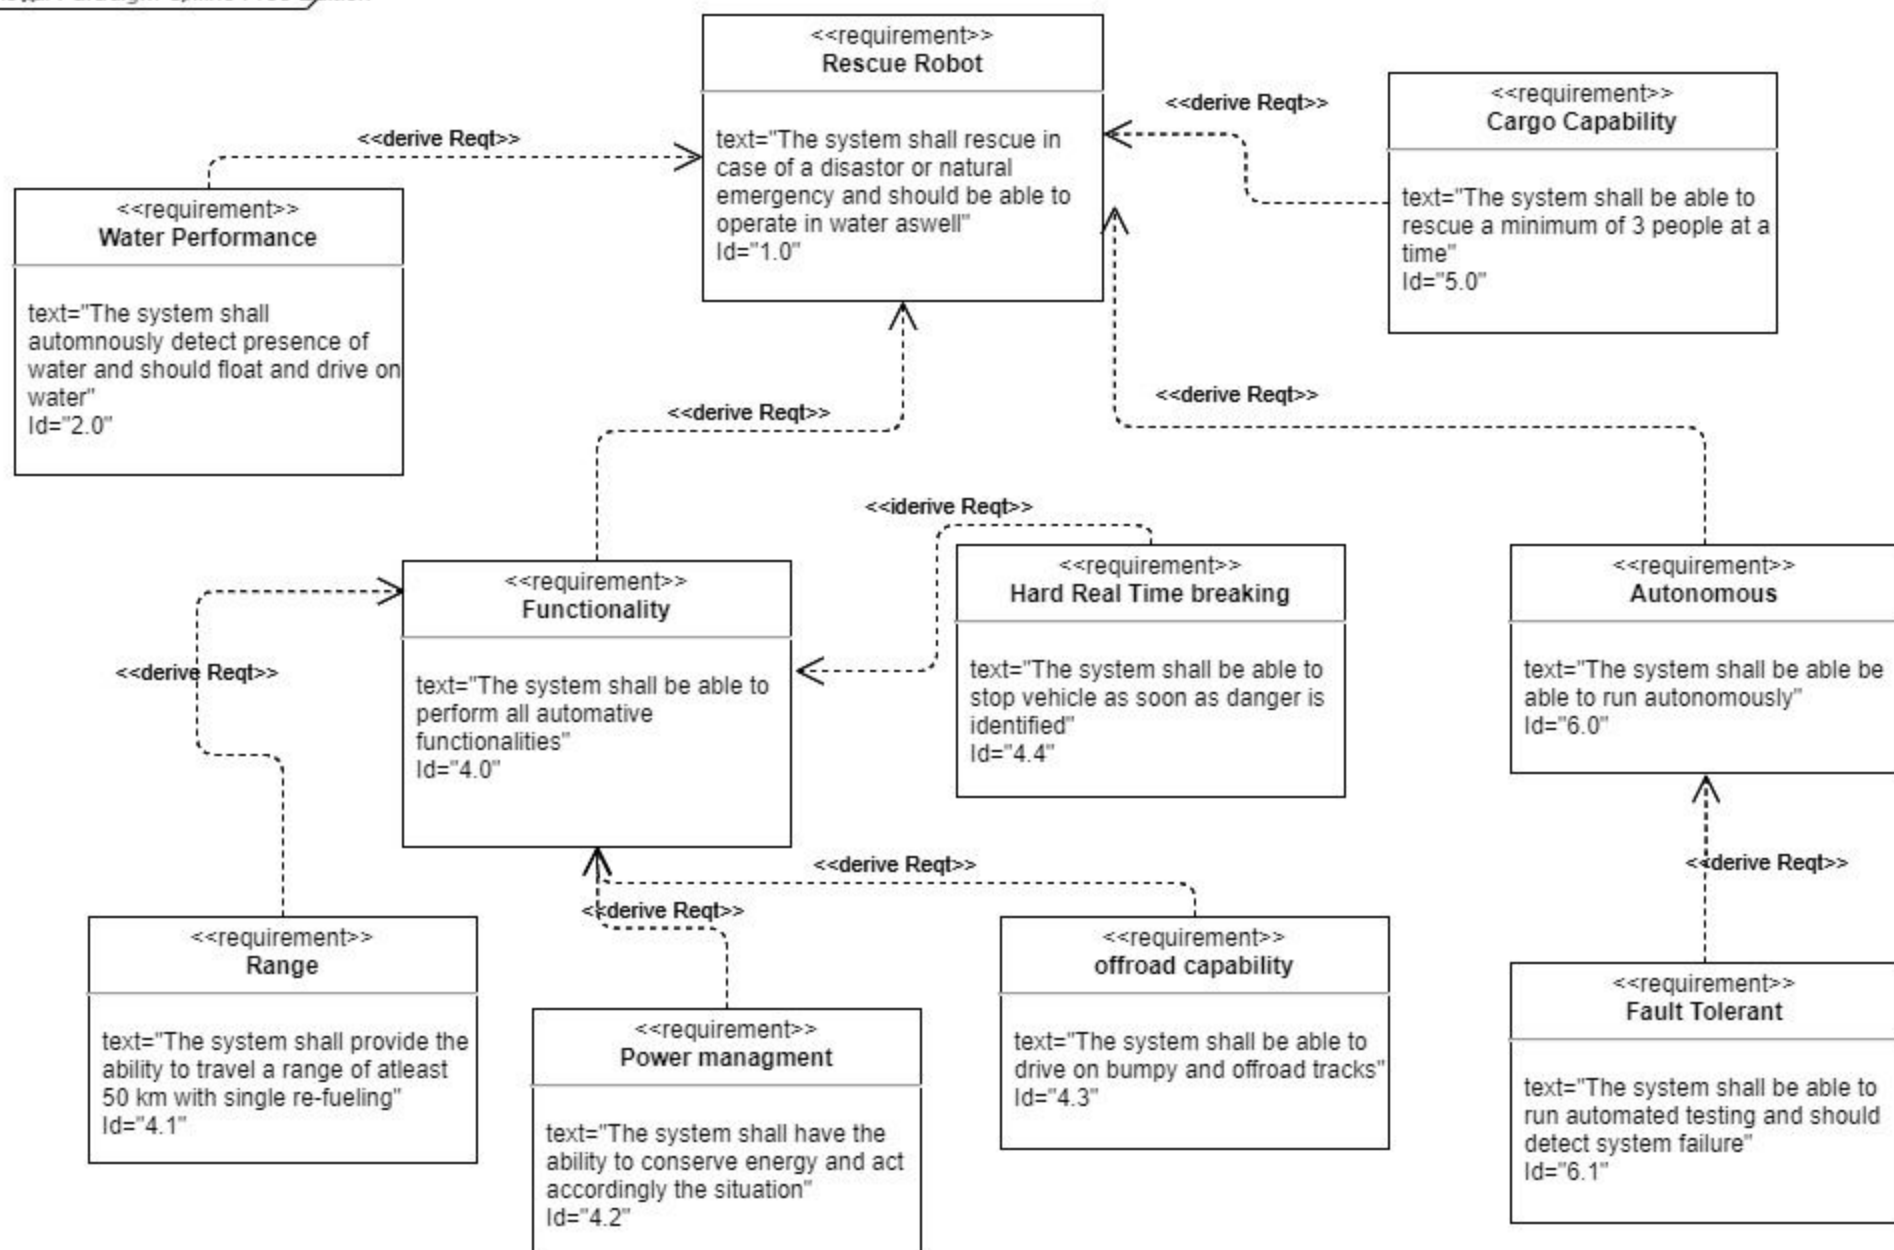 <<requirement>>
Rescue Robot
text="The system shall rescue in
case of a disastor or natural
emergency and should be able to
operate in water aswell"
Id="1.0"
<<derive Reqt>>
<<requirement>>
Cargo Capability
text="The system shall be able to
rescue a minimum of 3 people at a
time"
Id="5.0"
<<derive Reqt>>
<<requirement>>
Water Performance
text="The system shall
automnously detect presence of
water and should float and drive on
water"
Id="2.0"
<<derive Reqt>>
<<derive Reqt>>
<<iderive Reqt>>
<<requirement>>
Functionality
text="The system shall be able to
perform all automative
functionalities"
Id="4.0"
<<requirement>>
Hard Real Time breaking
text="The system shall be able to
stop vehicle as soon as danger is
identified"
Id="4.4"
<<requirement>>
Autonomous
text="The system shall be able be
able to run autonomously"
Id="6.0"
<<derive Reqt>>
<<derive Reqt>>
<<derive Reqt>>
<<derive Reqt>>
<<requirement>>
Range
text="The system shall provide the
ability to travel a range of atleast
50 km with single re-fueling"
Id="4.1"
<<requirement>>
Power managment
text="The system shall have the
ability to conserve energy and act
accordingly the situation"
Id="4.2"
<<requirement>>
offroad capability
text="The system shall be able to
drive on bumpy and offroad tracks"
Id="4.3"
<<requirement>>
Fault Tolerant
text="The system shall be able to
run automated testing and should
detect system failure"
Id="6.1"